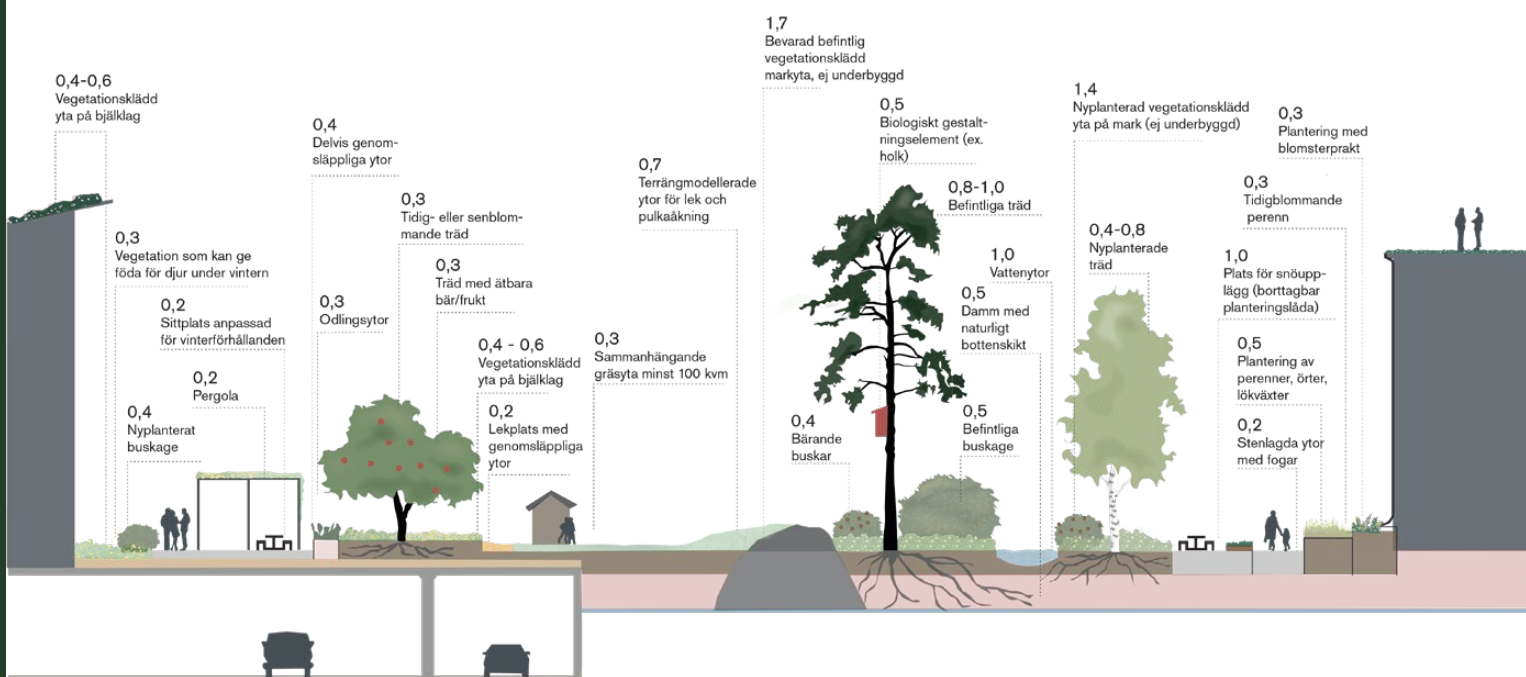 0,4-0,6
Vegetationsklädd
yta på bjälklag
0,3
Vegetation som kan ge
föda för djur under vintern
0,2
Sittplats anpassad
för vinterförhållanden
0,2
Pergola
0,4
Nyplanterat
buskage
0,4
Delvis genom-
släppliga ytor
0,3
Tidig- eller senblom-
mande träd
0,3
Träd med ätbara
bär/frukt
0,3
Odlingsytor
0,4 - 0,6
Vegetationsklädd
yta på bjälklag
0,2
Lekplats med
genomsläppliga
ytor
0,3
Sammanhängande
gräsyta minst 100 kvm
0,7
Terrängmodellerade
ytor för lek och
pulkaåkning
1,7
Bevarad befintlig
vegetationsklädd
markyta, ej underbyggd
0,5
Biologiskt gestalt-
ningselement (ex.
holk)
0,8-1,0
Befintliga träd
1,0
Vattenytor
0,5
Damm med
naturligt
bottenskikt
0,4
Bärande
buskar
0,5
Befintliga
buskage
1,4
Nyplanterad vegetationsklädd
yta på mark (ej underbyggd)
0,4-0,8
Nyplanterade
träd
0,3
Plantering med
blomsterprakt
0,3
Tidigblommande
perenn
1,0
Plats för snöupp-
lägg (borttagbar
planteringslåda)
0,5
Plantering av
perenner, örter,
lökväxter
0,2
Stenlagda ytor
med fogar